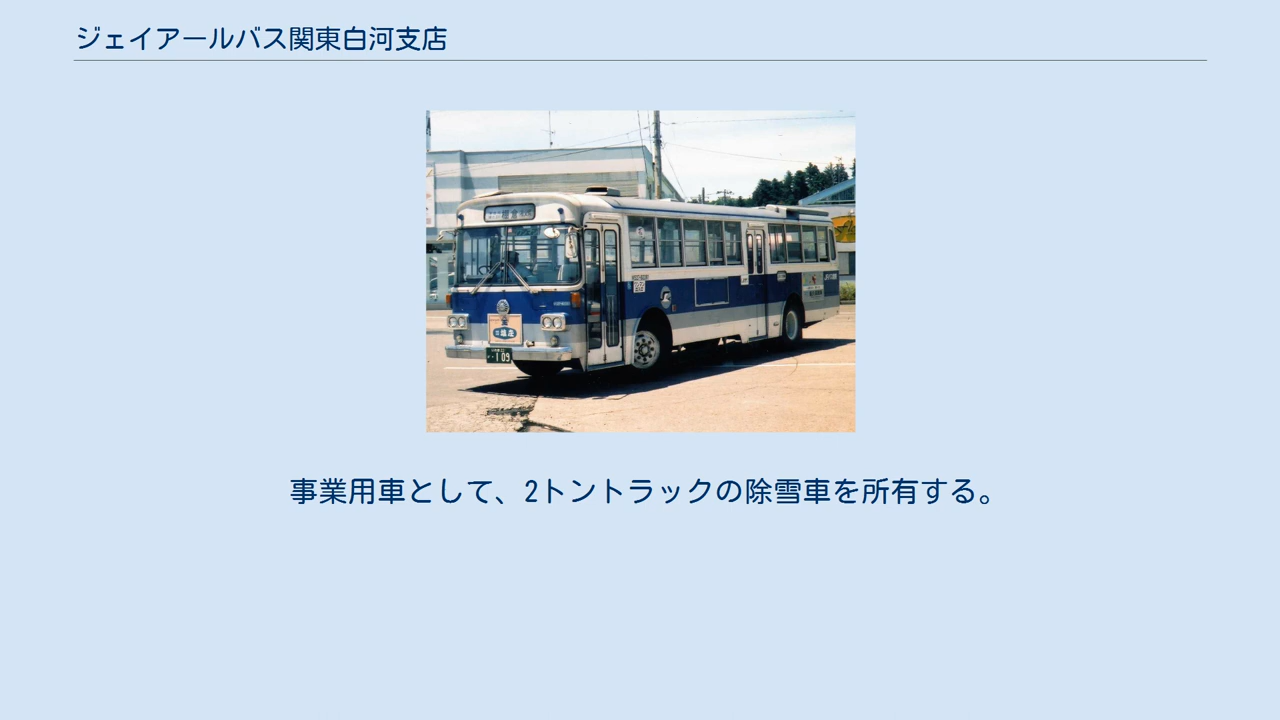 ジェイアールバス関東白河支店
109
事業用車として、2トントラックの除雪車を所有する。